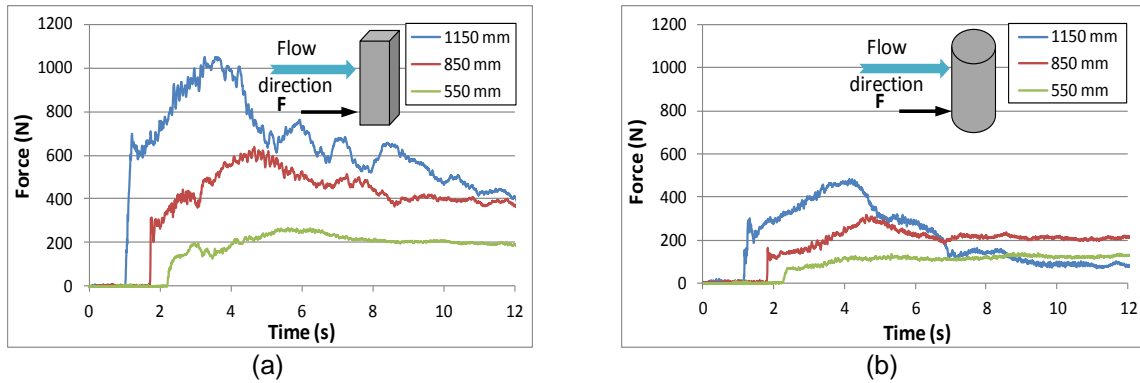 1200
1000
800
600
400
200
0
Force (N)
0 2 4 6 8 10 12
Time (s)
Flow
direction
F
1150 mm
850 mm
550 mm
(a)
1200
1000
800
600
400
200
0
Force (N)
0 2 4 6 8 10 12
Time (s)
Flow
direction
F
1150 mm
850 mm
550 mm
(b)